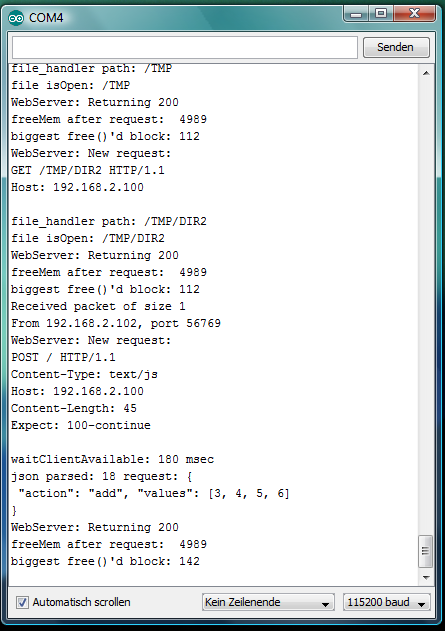 COM4
Senden
file_handler path: /TMP
file isOpen: /TMP
WebServer: Returning 200
freeMem after request:  4989
biggest free()'d block: 112
WebServer: New request:
GET /TMP/DIR2 HTTP/1.1
Host: 192.168.2.100
file_handler path: /TMP/DIR2
file isOpen: /TMP/DIR2
WebServer: Returning 200
freeMem after request:  4989
biggest free()'d block: 112
Received packet of size 1
From 192.168.2.102, port 56769
WebServer: New request:
POST / HTTP/1.1
Content-Type: text/js
Host: 192.168.2.100
Content-Length: 45
Expect: 100-continue
waitClientAvailable: 180 msec
json parsed: 18 request: {
 "action": "add", "values": [3, 4, 5, 6]
}
WebServer: Returning 200
freeMem after request:  4989
biggest free()'d block: 142
Automatisch scrollen Kein Zeilenende 115200 baud